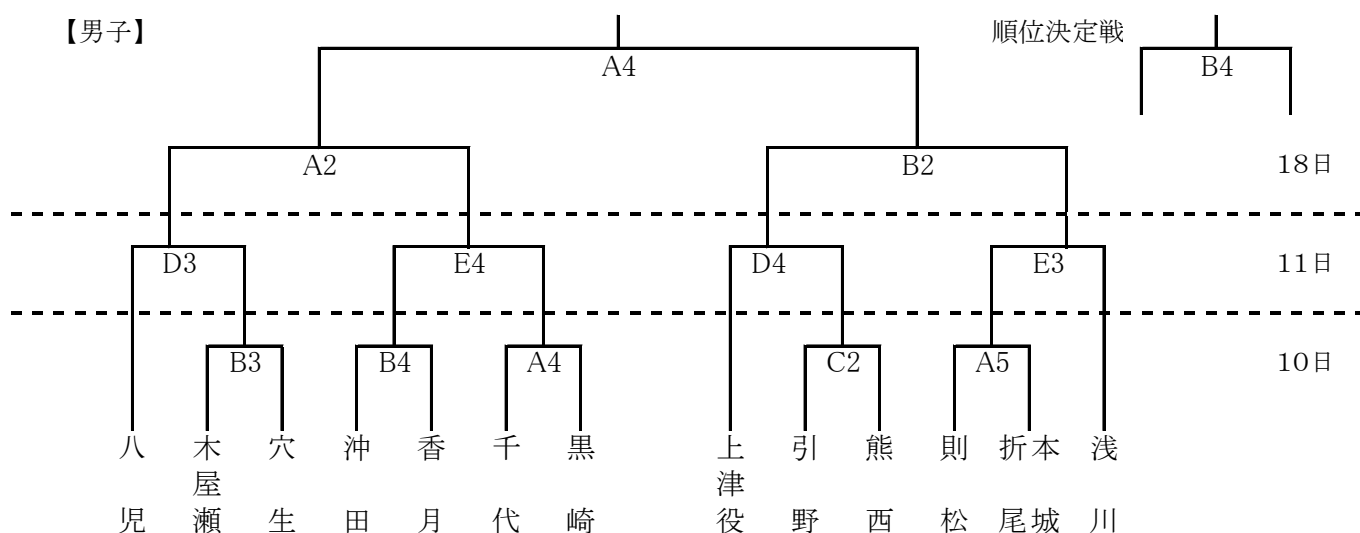 【男子】
順位決定戦
A4
B4
A2
B2
18日
D3
E4
D4
E3
11日
B3
B4
A4
C2
A5
10日
八児
木屋瀬
穴生
沖田
香月
千代
黒崎
上津役
引野
熊西
則松
折尾
本城
浅川